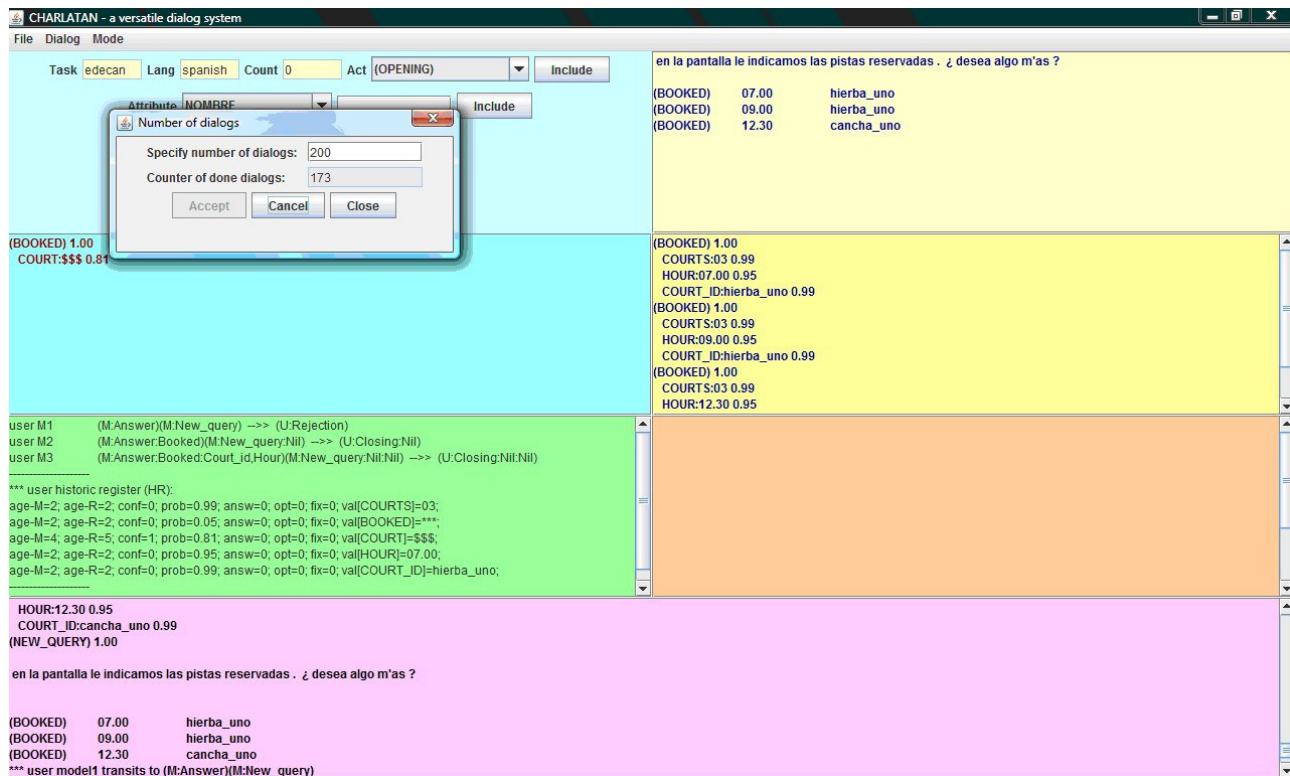 CHARLATAN - a versatile dialog system
File Dialog Mode
Task edecan Lang spanish Count 0 Act (OPENING) Include
Attribute NOMBRE Include
Number of dialogs
Specify number of dialogs: 200
Counter of done dialogs: 173
Accept Cancel Close
en la pantalla le indicamos las pistas reservadas . ¿ desea algo m'as ?
(BOOKED) 07.00 hierba_uno
(BOOKED) 09.00 hierba_uno
(BOOKED) 12.30 cancha_uno
(BOOKED) 1.00
COURT:$$$ 0.81
(BOOKED) 1.00
COURTS:03 0.99
HOUR:07.00 0.95
COURT_ID:hierba_uno 0.99
(BOOKED) 1.00
COURTS:03 0.99
HOUR:09.00 0.95
COURT_ID:hierba_uno 0.99
(BOOKED) 1.00
COURTS:03 0.99
HOUR:12.30 0.95
user M1 (M:Answer)(M:New_query) -->> (U:Rejection)
user M2 (M:Answer:Booked)(M:New_query:Nil) -->> (U:Closing:Nil)
user M3 (M:Answer:Booked:Court_id,Hour)(M:New_query:Nil:Nil) -->> (U:Closing:Nil:Nil)
--------------------
*** user historic register (HR):
age-M=2; age-R=2; conf=0; prob=0.99; answ=0; opt=0; fix=0; val[COURTS]=03;
age-M=2; age-R=2; conf=0; prob=0.05; answ=0; opt=0; fix=0; val[BOOKED]=***;
age-M=4; age-R=5; conf=1; prob=0.81; answ=0; opt=0; fix=0; val[COURT]=$$$;
age-M=2; age-R=2; conf=0; prob=0.95; answ=0; opt=0; fix=0; val[HOUR]=07.00;
age-M=2; age-R=2; conf=0; prob=0.99; answ=0; opt=0; fix=0; val[COURT_ID]=hierba_uno;
--------------------
HOUR:12.30 0.95
COURT_ID:cancha_uno 0.99
(NEW_QUERY) 1.00
en la pantalla le indicamos las pistas reservadas . ¿ desea algo m'as ?
(BOOKED) 07.00 hierba_uno
(BOOKED) 09.00 hierba_uno
(BOOKED) 12.30 cancha_uno
*** user model1 transits to (M:Answer)(M:New_query)